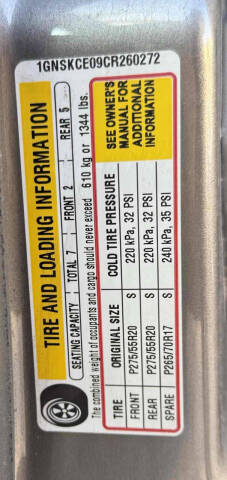 1GNSKCE09CR260272
TIRE AND LOADING INFORMATION
SEATING CAPACITY TOTAL 7 FRONT 2 REAR 5
The combined weight of occupants and cargo should never exceed 610 kg or 1344 lbs.
TIRE ORIGINAL SIZE COLD TIRE PRESSURE
FRONT P275/55R20 S 220 kPa, 32 PSI
REAR P275/55R20 S 220 kPa, 32 PSI
SPARE P265/70R17 S 240 kPa, 35 PSI
SEE OWNER'S
MANUAL FOR
ADDITIONAL
INFORMATION